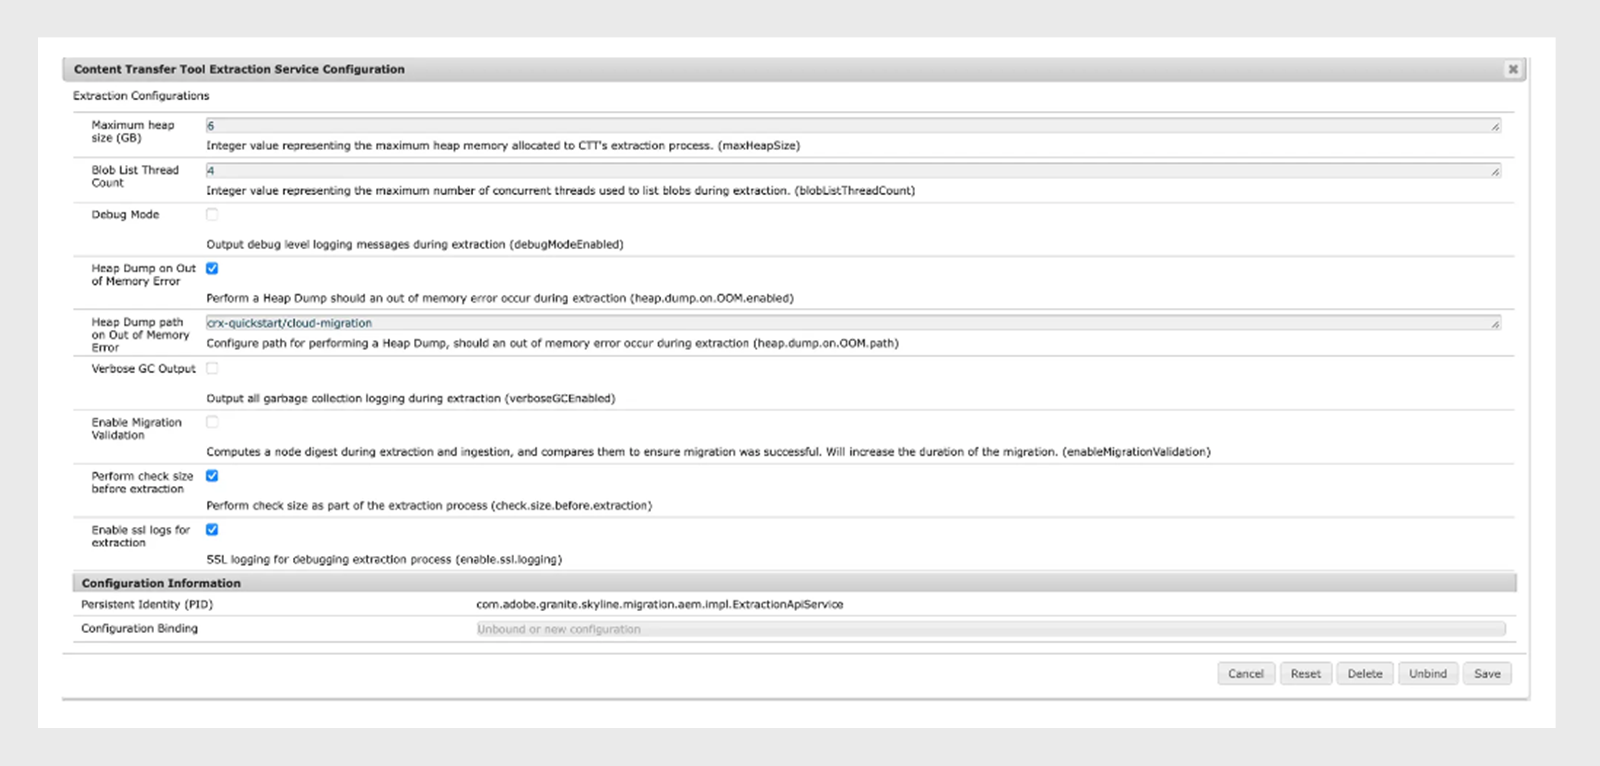 Content Transfer Tool Extraction Service Configuration
Extraction Configurations
Maximum heap
size (GB)
6
Integer value representing the maximum heap memory allocated to CTT's extraction process. (maxHeapSize)
Blob List Thread
Count
4
Integer value representing the maximum number of concurrent threads used to list blobs during extraction. (blobListThreadCount)
Debug Mode
Output debug level logging messages during extraction (debugModeEnabled)
Heap Dump on Out
of Memory Error
Perform a Heap Dump should an out of memory error occur during extraction (heap.dump.on.OOM.enabled)
Heap Dump path
on Out of Memory
Error
crx-quickstart/cloud-migration
Configure path for performing a Heap Dump, should an out of memory error occur during extraction (heap.dump.on.OOM.path)
Verbose GC Output
Output all garbage collection logging during extraction (verboseGCEnabled)
Enable Migration
Validation
Computes a node digest during extraction and ingestion, and compares them to ensure migration was successful. Will increase the duration of the migration. (enableMigrationValidation)
Perform check size
before extraction
Perform check size as part of the extraction process (check.size.before.extraction)
Enable ssl logs for
extraction
SSL logging for debugging extraction process (enable.ssl.logging)
Configuration Information
Persistent Identity (PID)
com.adobe.granite.skyline.migration.aem.impl.ExtractionApiService
Configuration Binding
Unbound or new configuration
Cancel
Reset
Delete
Unbind
Save